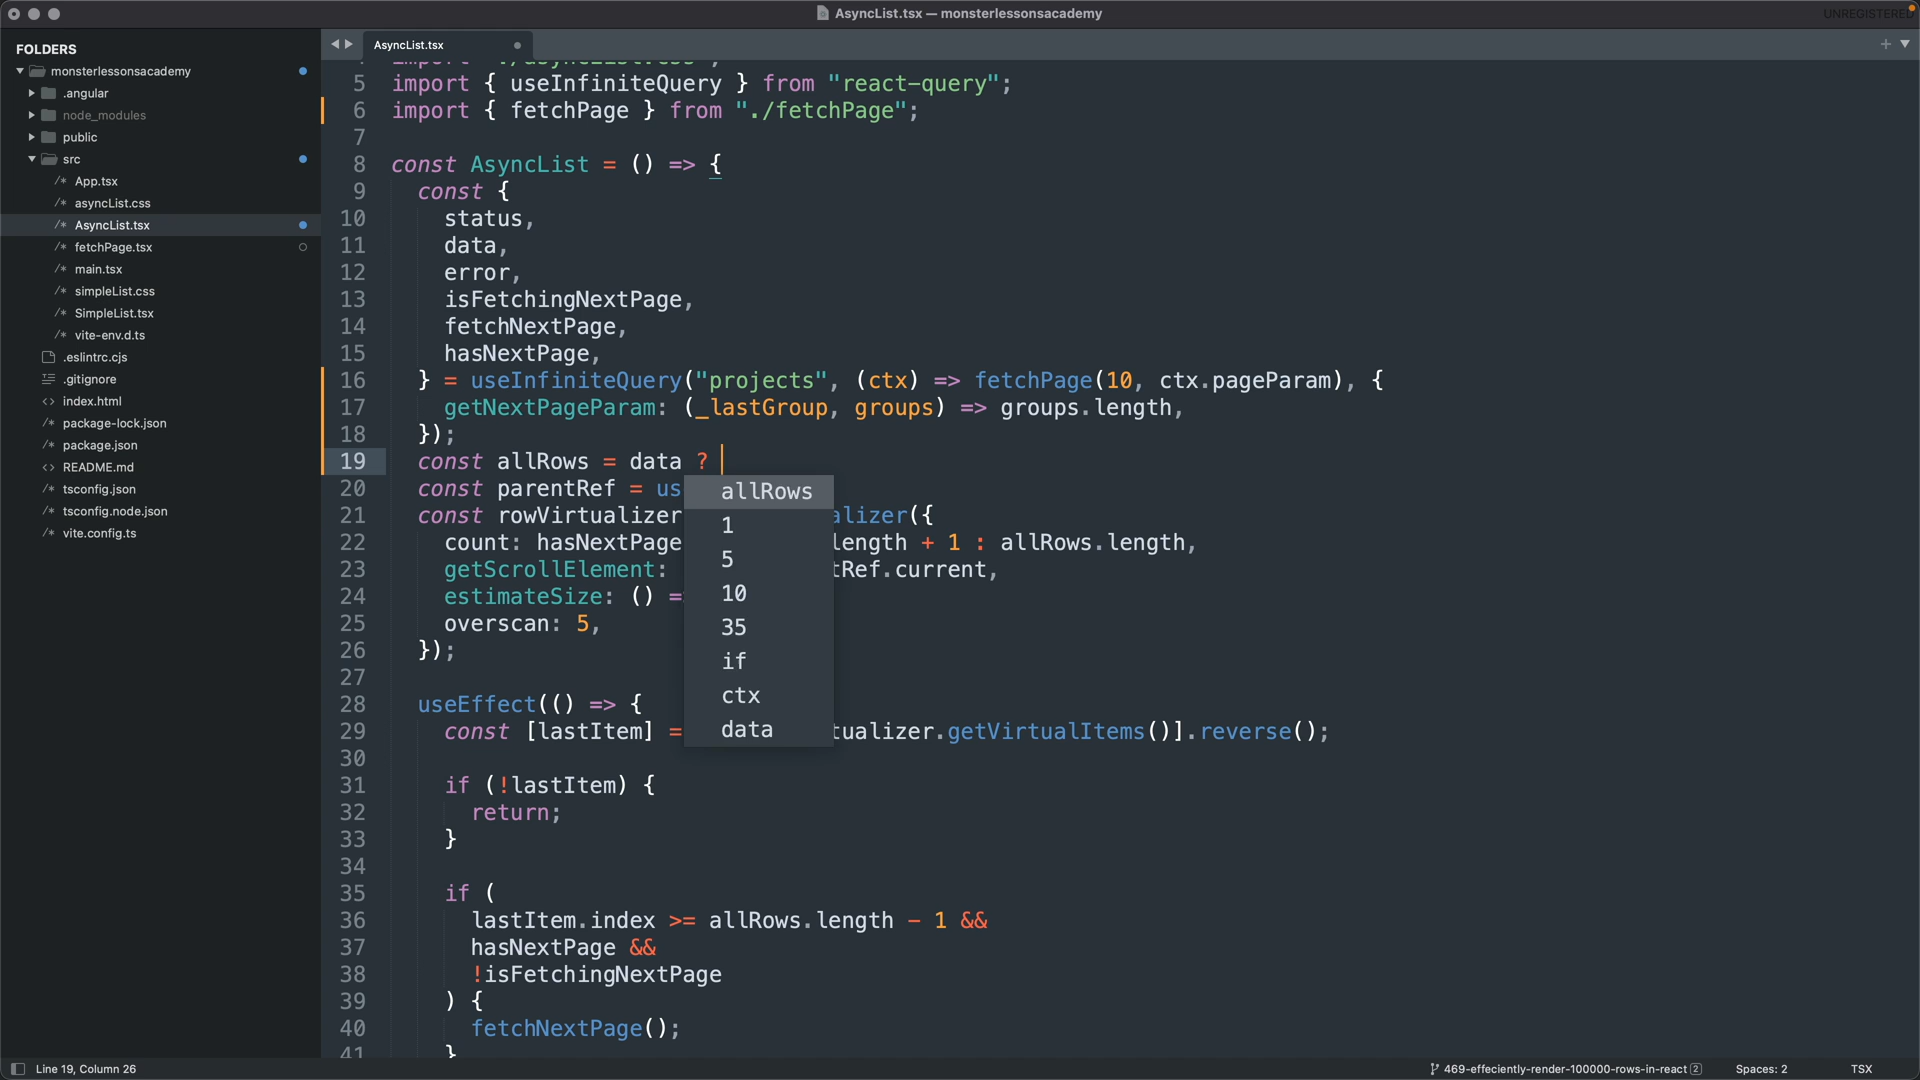 AsyncList.tsx — monsterlessonsacademy
UNREGISTERED
FOLDERS
monsterlessonsacademy
.angular
node_modules
public
src
/* App.tsx
/* asyncList.css
/* AsyncList.tsx
/* fetchPage.tsx
/* main.tsx
/* simpleList.css
/* SimpleList.tsx
/* vite-env.d.ts
.eslintrc.cjs
.gitignore
<> index.html
/* package-lock.json
/* package.json
<> README.md
/* tsconfig.json
/* tsconfig.node.json
/* vite.config.ts
AsyncList.tsx
5 import { useInfiniteQuery } from "react-query";
6 import { fetchPage } from "./fetchPage";
7
8 const AsyncList = () => {
9 const {
10 status,
11 data,
12 error,
13 isFetchingNextPage,
14 fetchNextPage,
15 hasNextPage,
16 } = useInfiniteQuery("projects", (ctx) => fetchPage(10, ctx.pageParam), {
17 getNextPageParam: (_lastGroup, groups) => groups.length,
18 });
19 const allRows = data ?
20 const parentRef = us
21 const rowVirtualizer alizer({
22 count: hasNextPage length + 1 : allRows.length,
23 getScrollElement: tRef.current,
24 estimateSize: () =
25 overscan: 5,
26 });
27
28 useEffect(() => {
29 const [lastItem] = tualizer.getVirtualItems()].reverse();
30
31 if (!lastItem) {
32 return;
33 }
34
35 if (
36 lastItem.index >= allRows.length - 1 &&
37 hasNextPage &&
38 !isFetchingNextPage
39 ) {
40 fetchNextPage();
41 }
allRows
1
5
10
35
if
ctx
data
Line 19, Column 26
469-effeciently-render-100000-rows-in-react 2
Spaces: 2
TSX